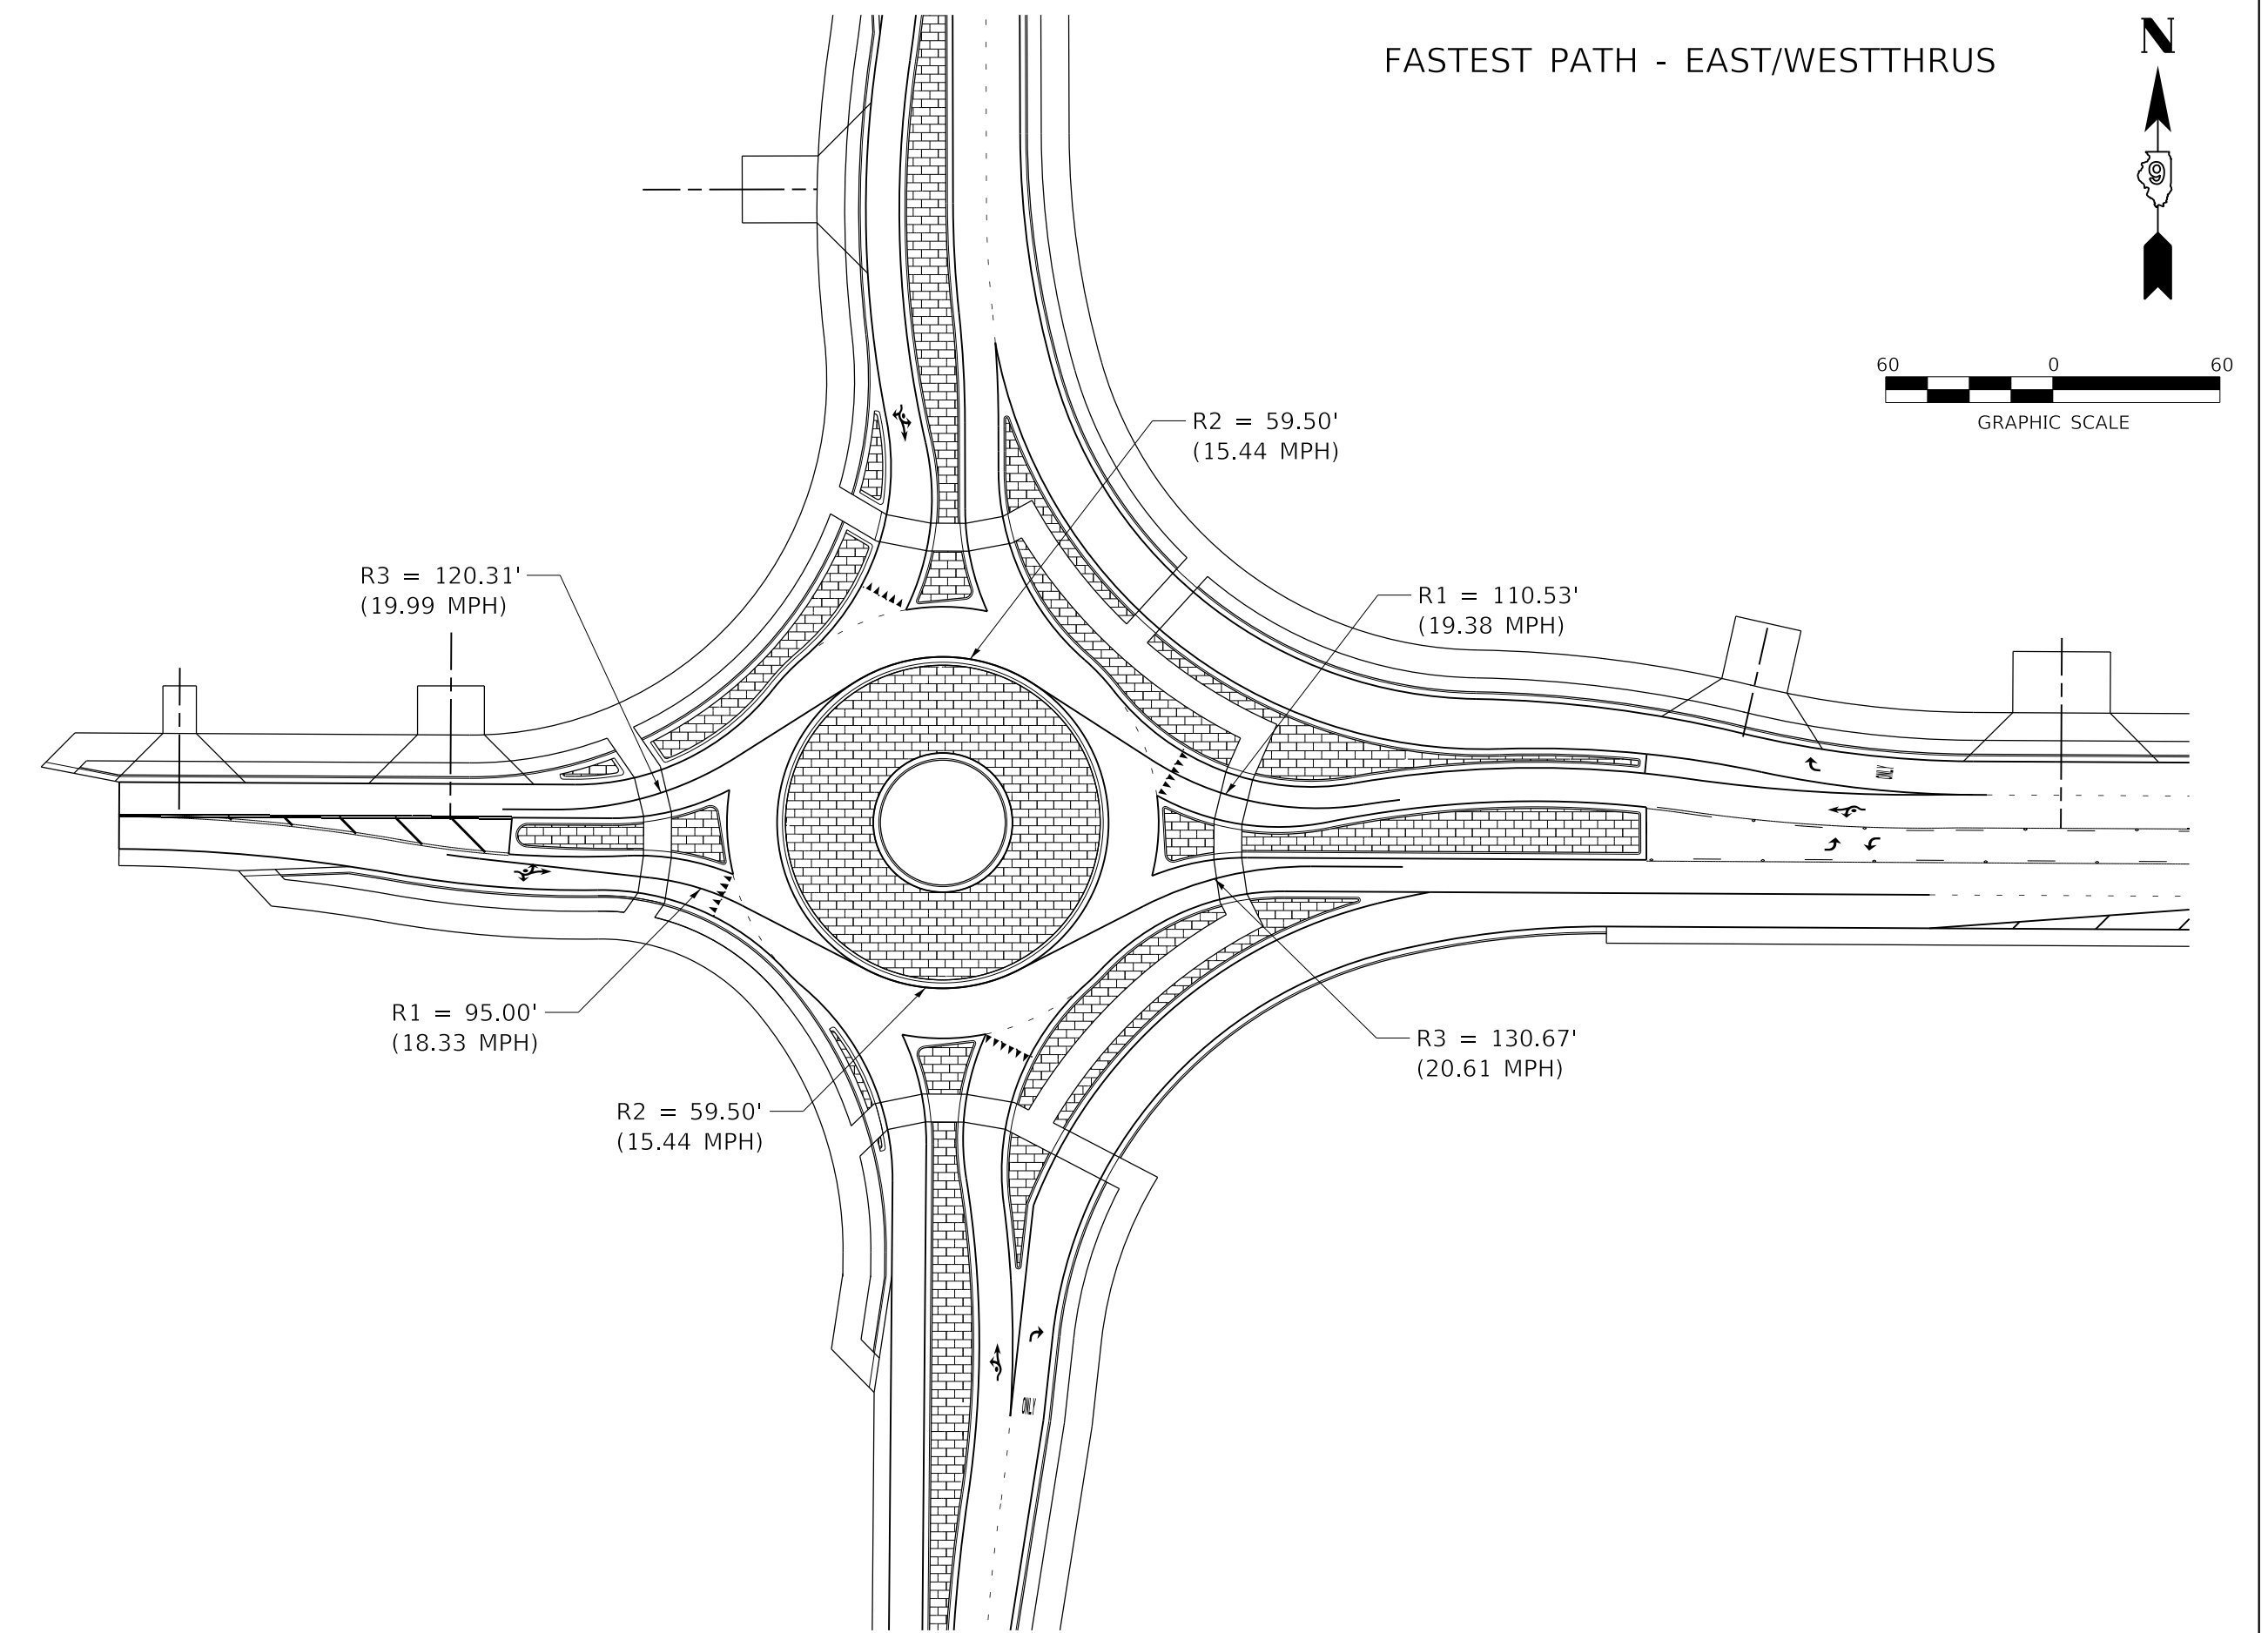 FASTEST PATH - EAST/WESTTHRUS
N
9
60 0 60
GRAPHIC SCALE
R2 = 59.50'
(15.44 MPH)
R3 = 120.31'
(19.99 MPH)
R1 = 110.53'
(19.38 MPH)
R1 = 95.00'
(18.33 MPH)
R3 = 130.67'
(20.61 MPH)
R2 = 59.50'
(15.44 MPH)
ONLY